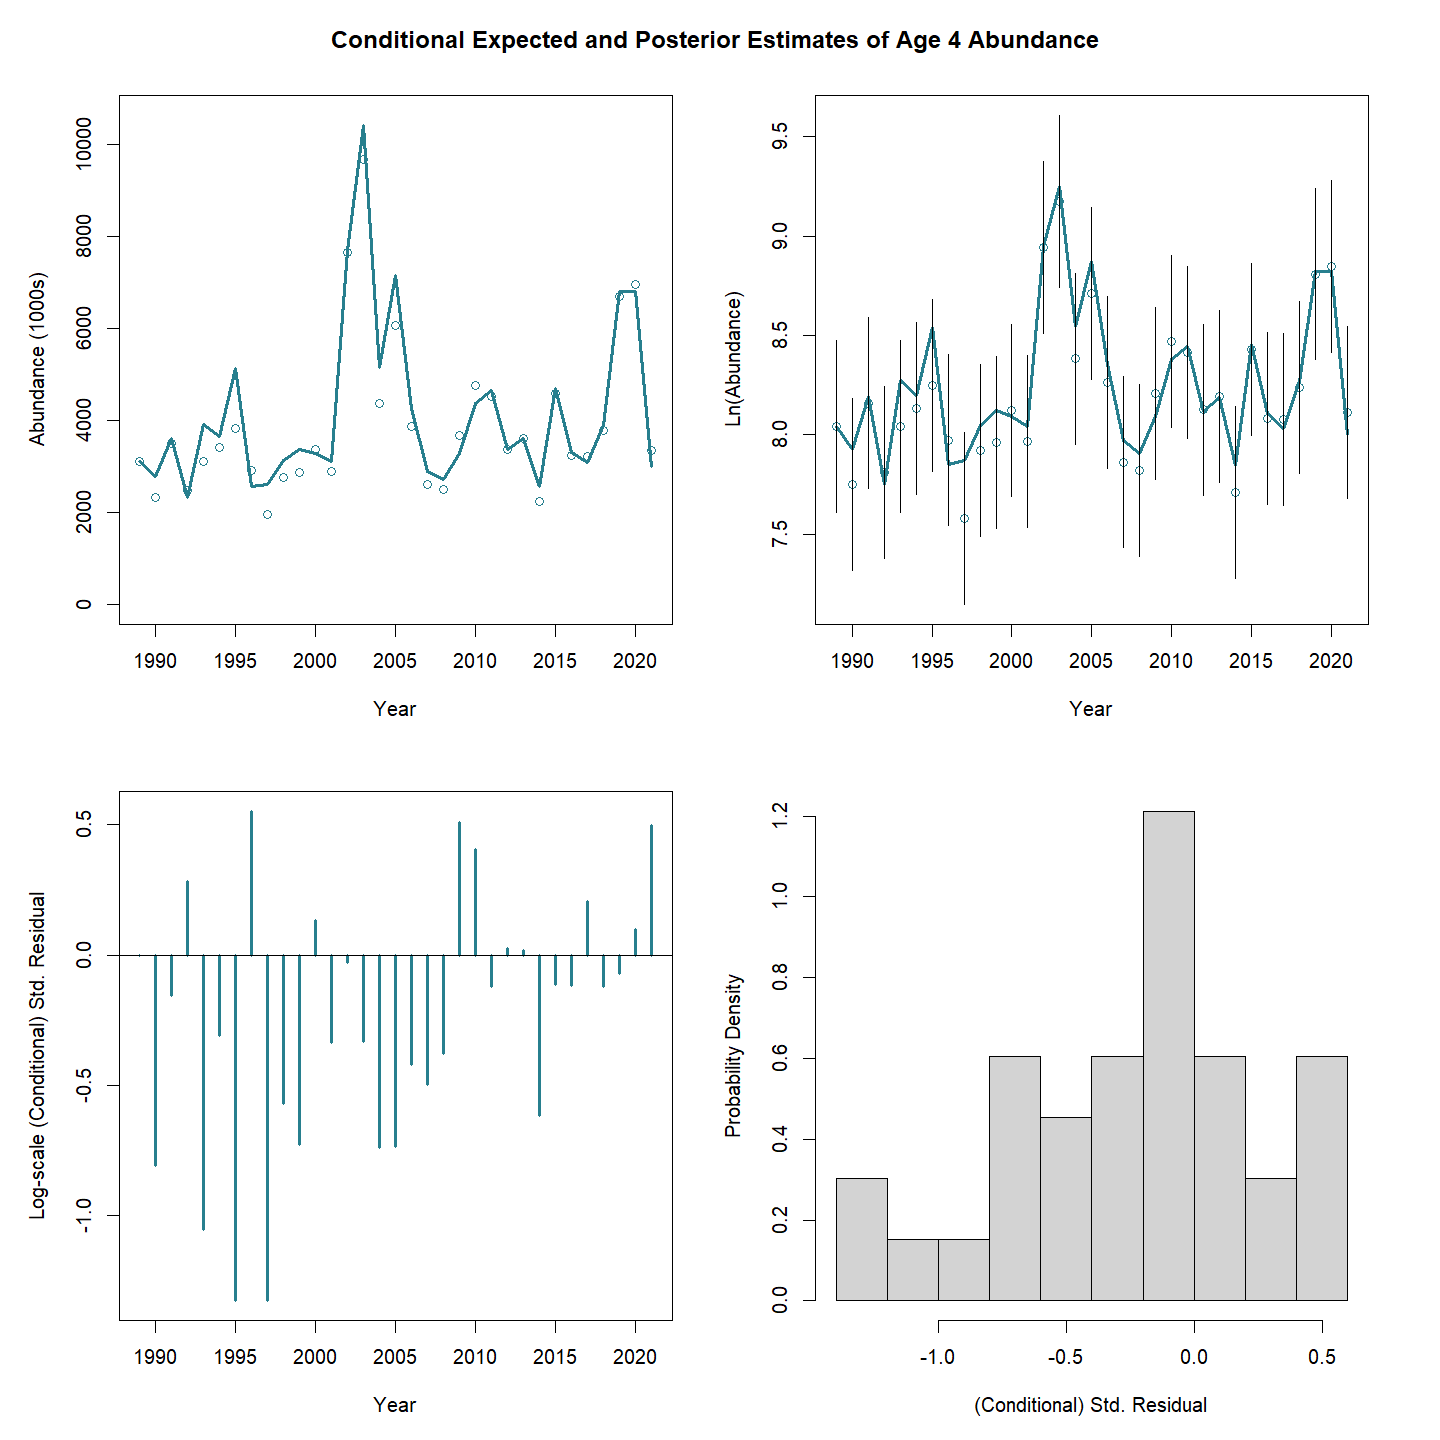 Conditional Expected and Posterior Estimates of Age 4 Abundance
Abundance (1000s)
0
2000
4000
6000
8000
10000
1990 1995 2000 2005 2010 2015 2020
Year
Ln(Abundance)
7.5
8.0
8.5
9.0
9.5
1990 1995 2000 2005 2010 2015 2020
Year
Log-scale (Conditional) Std. Residual
-1.0
-0.5
0.0
0.5
1990 1995 2000 2005 2010 2015 2020
Year
Probability Density
0.0
0.2
0.4
0.6
0.8
1.0
1.2
-1.0 -0.5 0.0 0.5
(Conditional) Std. Residual